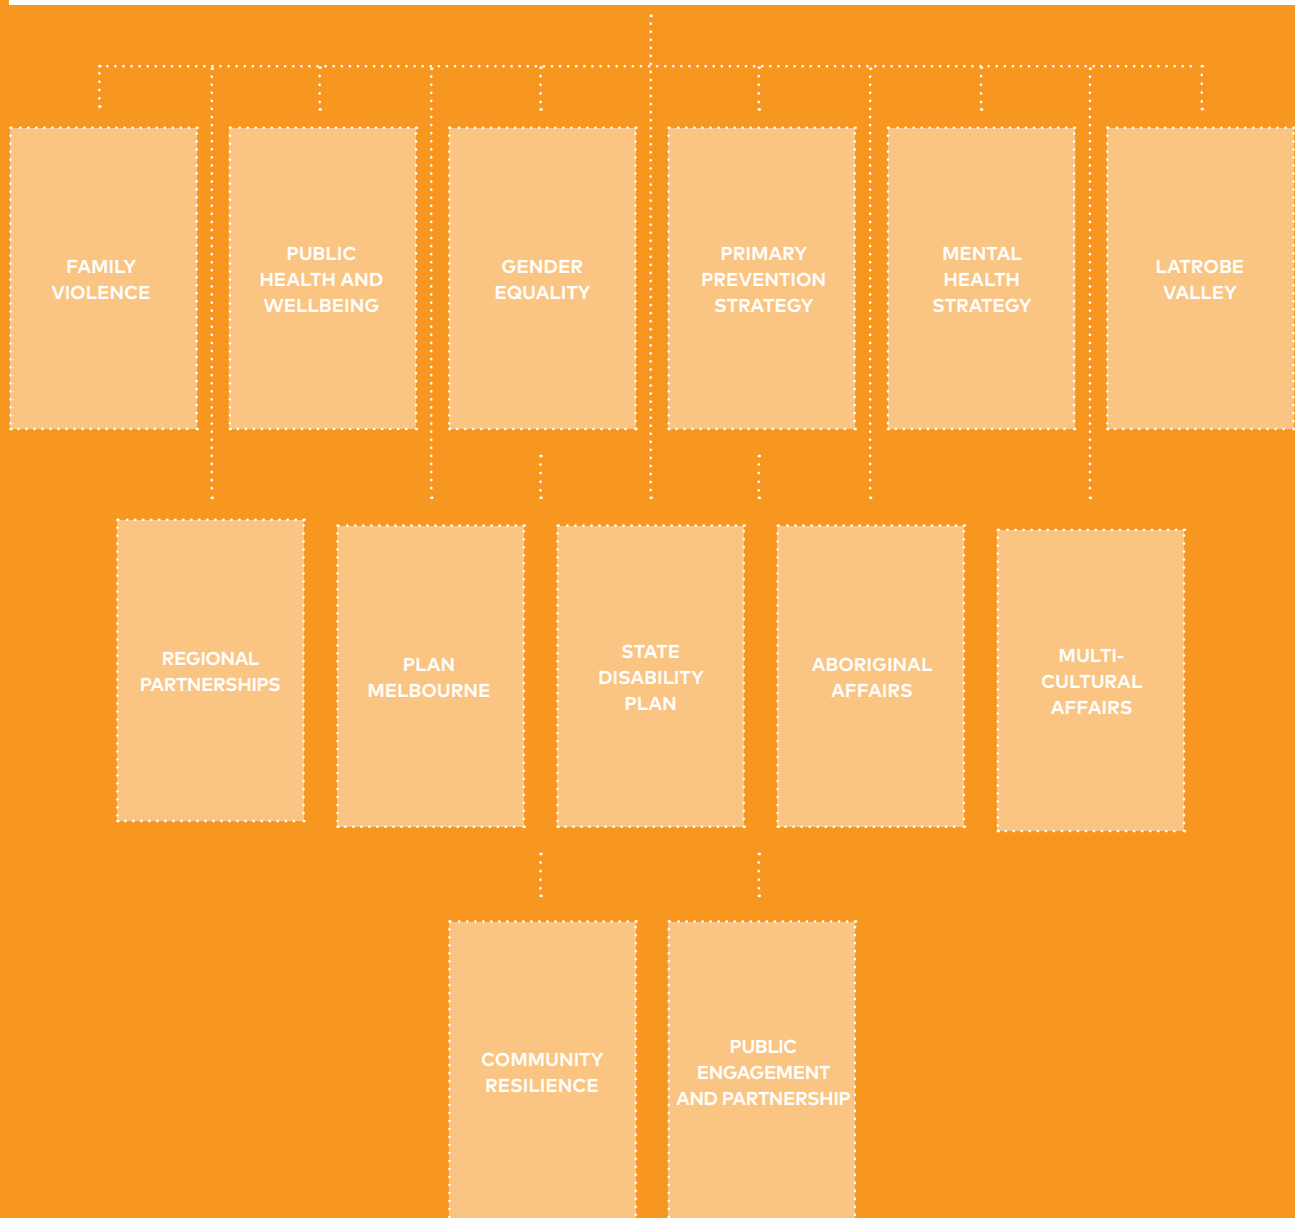 FAMILY
VIOLENCE
PUBLIC
HEALTH AND
WELLBEING
GENDER
EQUALITY
PRIMARY
PREVENTION
STRATEGY
MENTAL
HEALTH
STRATEGY
LATROBE
VALLEY
REGIONAL
PARTNERSHIPS
PLAN
MELBOURNE
STATE
DISABILITY
PLAN
ABORIGINAL
AFFAIRS
MULTI-
CULTURAL
AFFAIRS
COMMUNITY
RESILIENCE
PUBLIC
ENGAGEMENT
AND PARTNERSHIP